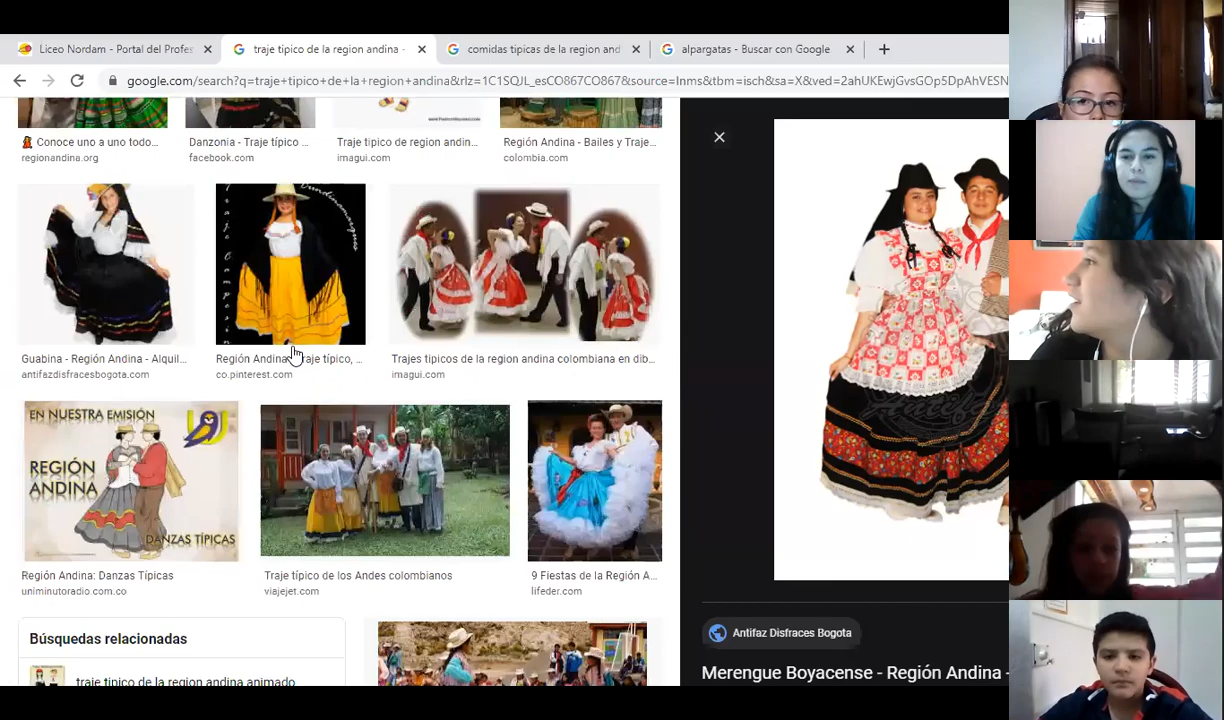 Liceo Nordam - Portal del Profes
traje tipico de la region andina -
comidas tipicas de la region and
alpargatas - Buscar con Google
google.com/search?q=traje+tipico+de+la+region+andina&rlz=1C1SQJL_esCO867CO867&source=lnms&tbm=isch&sa=X&ved=2ahUKEwjGvsGOp5DpAhVESN
Conoce uno a uno todo...
regionandina.org
Danzonia - Traje típico ...
facebook.com
Traje tipico de region andin...
imagui.com
Región Andina - Bailes y Traje...
colombia.com
Guabina - Región Andina - Alquil...
antifazdisfracesbogota.com
Región Andina: Traje típico, ...
co.pinterest.com
Trajes tipicos de la region andina colombiana en dib...
imagui.com
EN NUESTRA EMISIÓN
REGIÓN
ANDINA
DANZAS TÍPICAS
Región Andina: Danzas Típicas
uniminutoradio.com.co
Traje típico de los Andes colombianos
viajejet.com
9 Fiestas de la Región A...
lifeder.com
Búsquedas relacionadas
traje tipico de la region andina animado
Antifaz Disfraces Bogota
Merengue Boyacense - Región Andina -